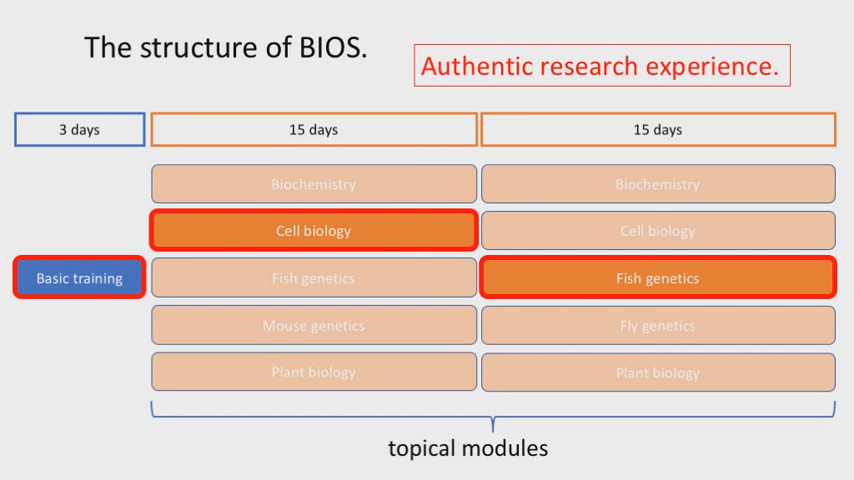 The structure of BIOS.
Authentic research experience.
3 days
15 days
15 days
Biochemistry
Biochemistry
Cell biology
Cell biology
Basic training
Fish genetics
Fish genetics
Mouse genetics
Fly genetics
Plant biology
Plant biology
topical modules